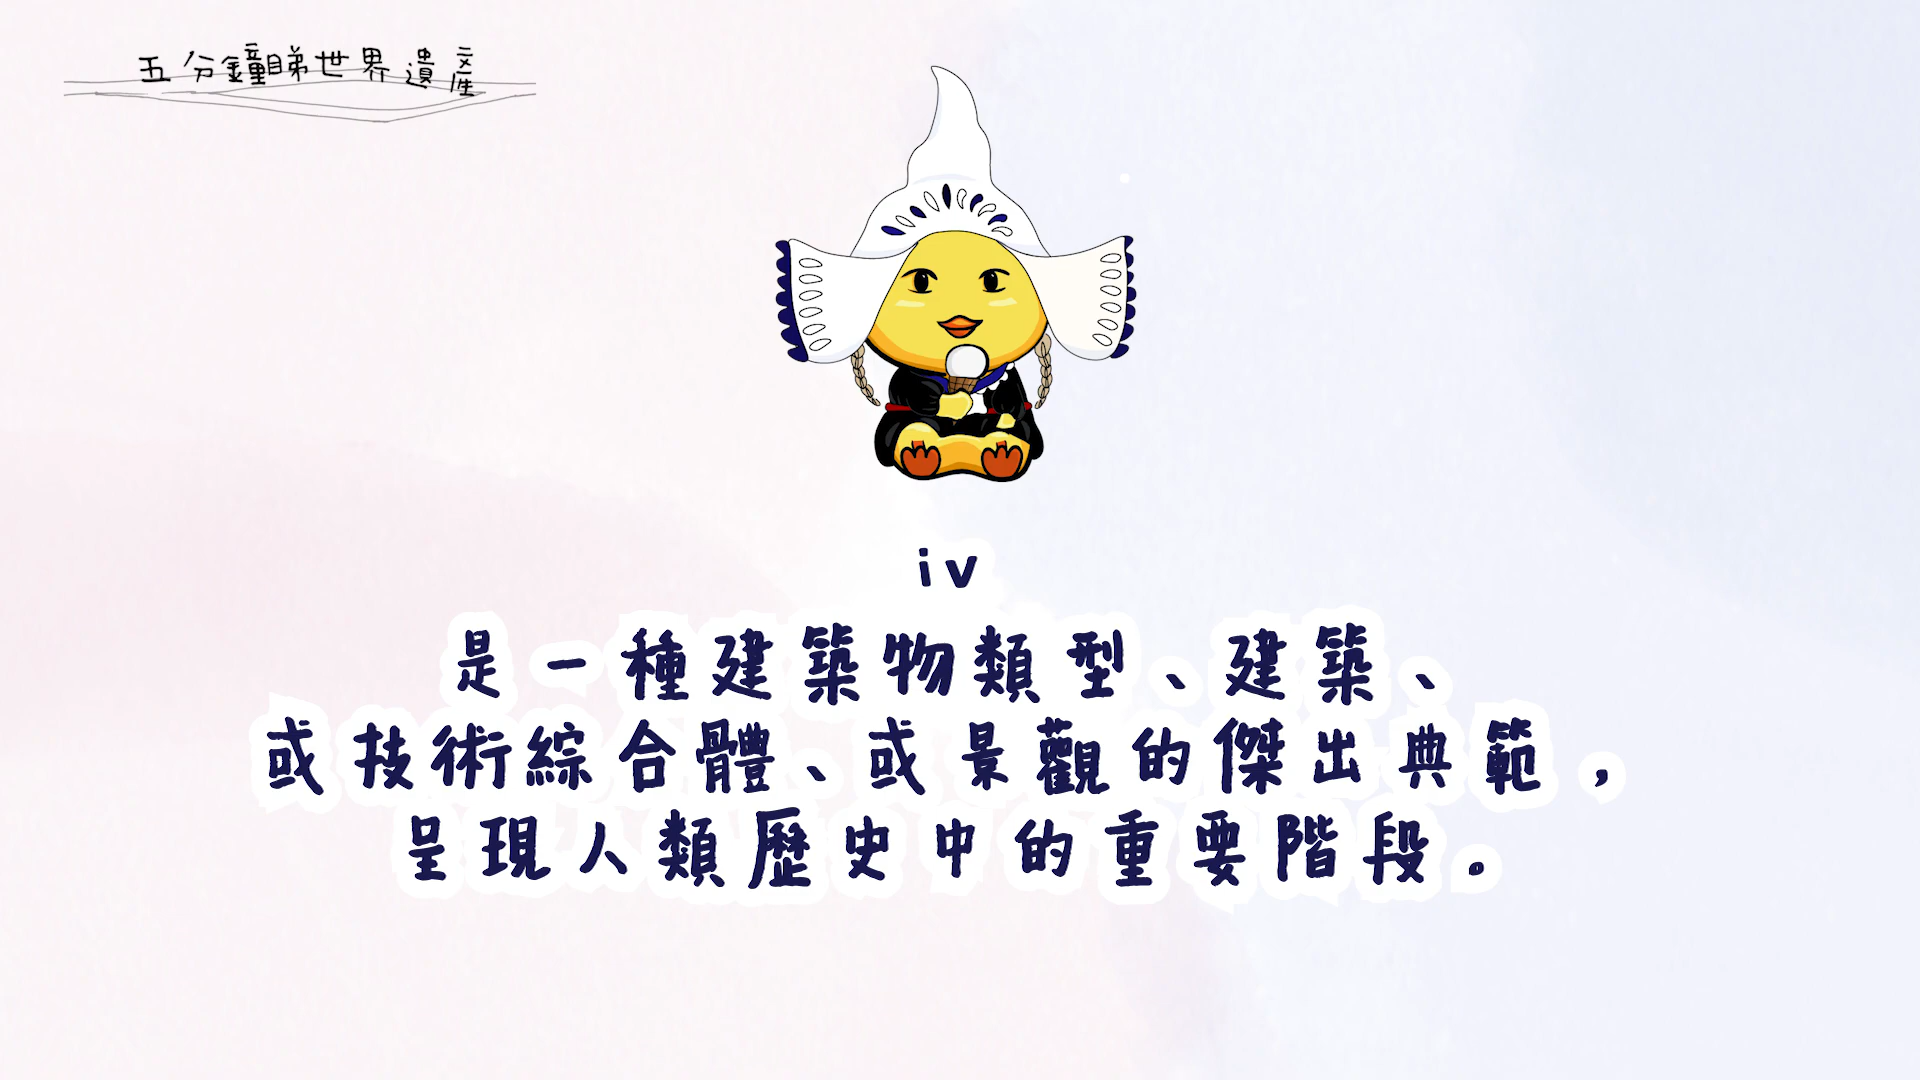 五分鐘睇世界遺產
iv
是一種建築物類型、建築、
或技術綜合體、或景觀的傑出典範，
呈現人類歷史中的重要階段。